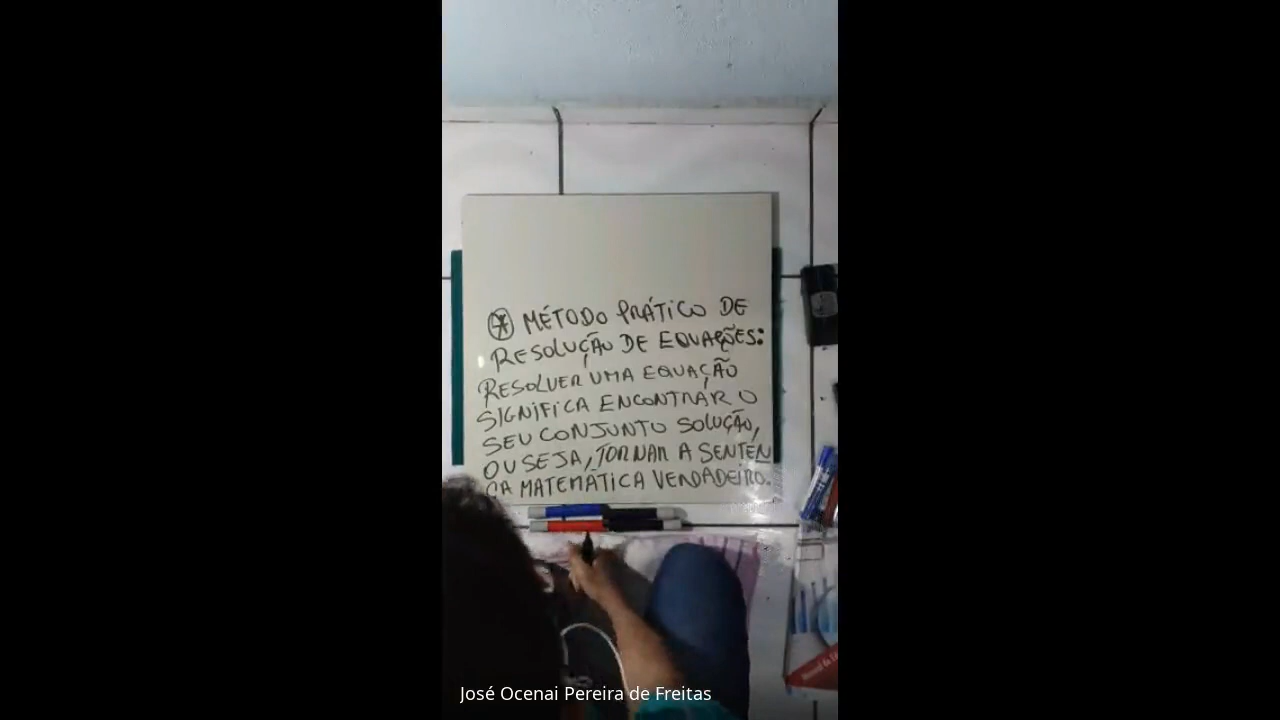 * MÉTODO PRÁTICO DE
RESOLUÇÃO DE EQUAÇÕES:
RESOLVER UMA EQUAÇÃO
SIGNIFICA ENCONTRAR O
SEU CONJUNTO SOLUÇÃO,
OU SEJA, TORNAR A SENTEN
ÇA MATEMÁTICA VERDADEIRO.
José Ocenai Pereira de Freitas